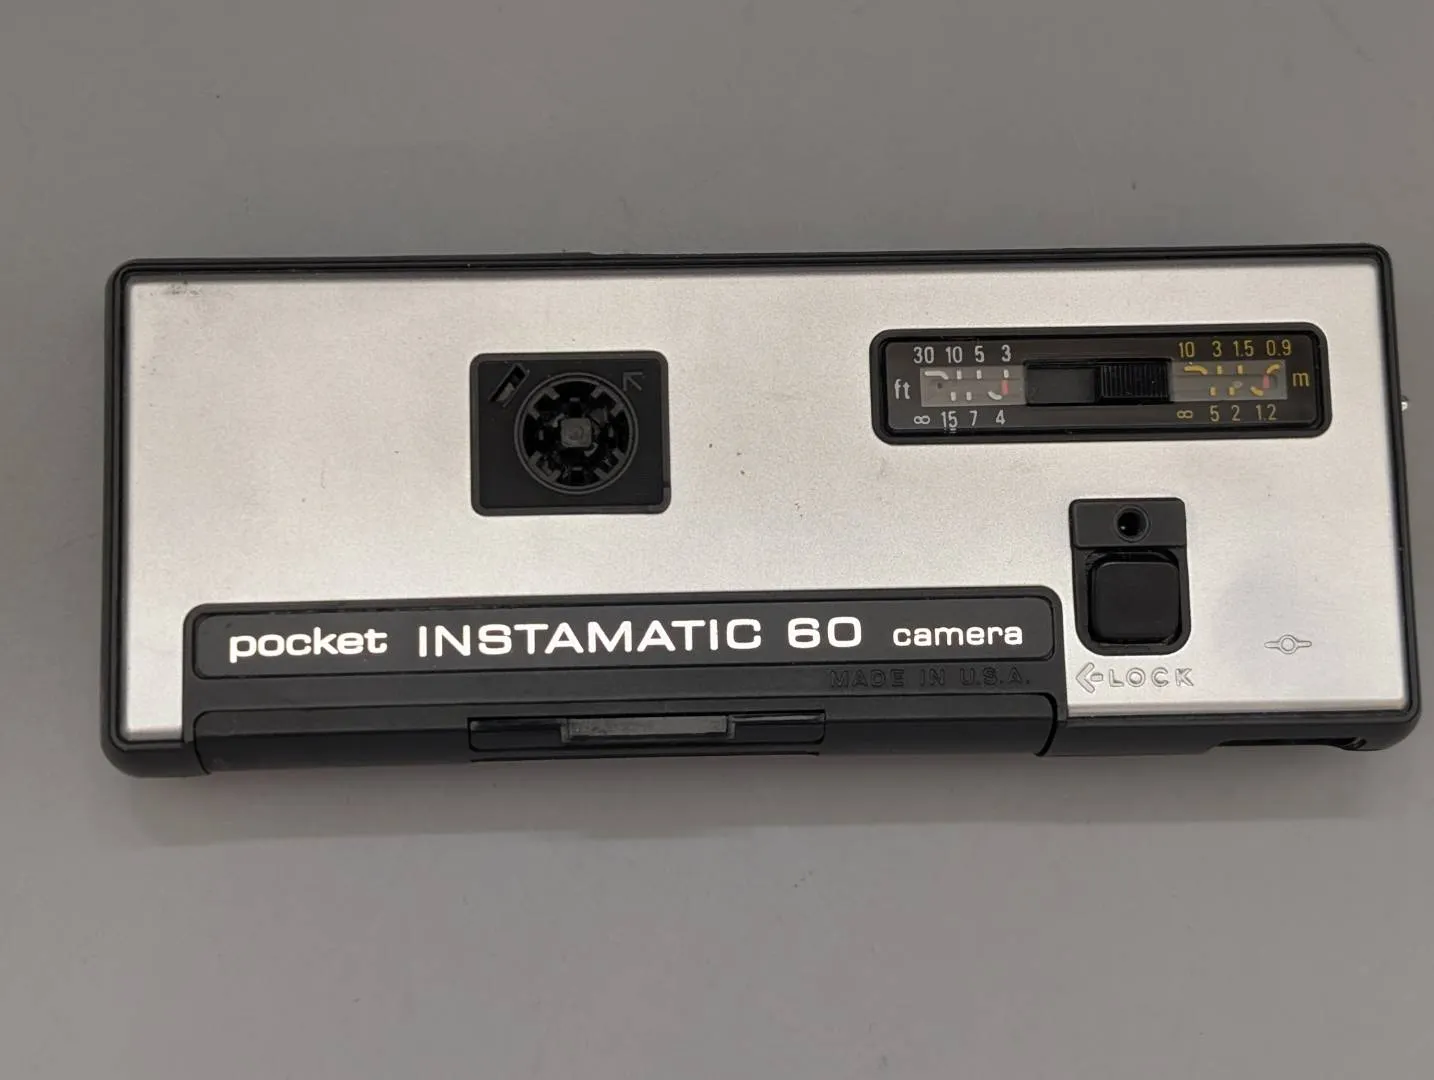 30 10 5 3
ft
∞ 15 7 4
10 3 1.5 0.9
m
∞ 5 2 1.2
pocket INSTAMATIC 60 camera
MADE IN U.S.A.
LOCK